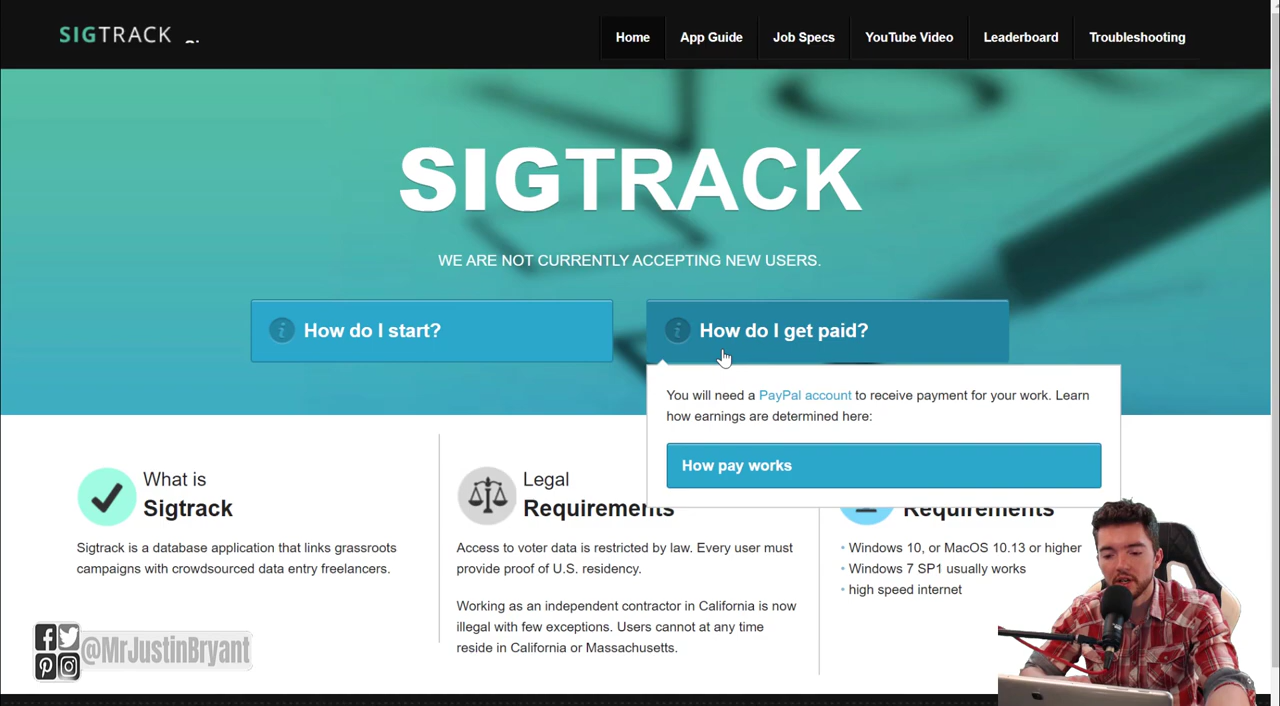 SIGTRACK
Home
App Guide
Job Specs
YouTube Video
Leaderboard
Troubleshooting
SIGTRACK
WE ARE NOT CURRENTLY ACCEPTING NEW USERS.
How do I start?
How do I get paid?
You will need a PayPal account to receive payment for your work. Learn
how earnings are determined here:
How pay works
What is
Sigtrack
Sigtrack is a database application that links grassroots
campaigns with crowdsourced data entry freelancers.
Legal
Requirements
Access to voter data is restricted by law. Every user must
provide proof of U.S. residency.
Working as an independent contractor in California is now
illegal with few exceptions. Users cannot at any time
reside in California or Massachusetts.
Requirements
• Windows 10, or MacOS 10.13 or higher
• Windows 7 SP1 usually works
• high speed internet
@MrJustinBryant